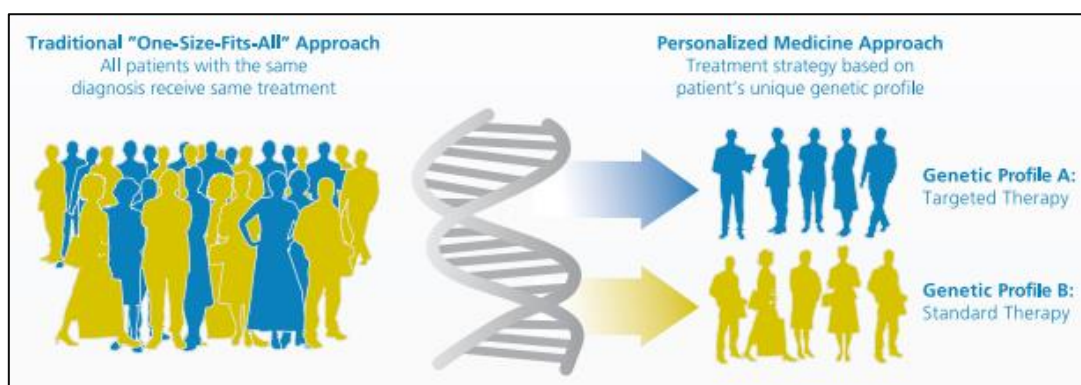 Traditional "One-Size-Fits-All" Approach
All patients with the same
diagnosis receive same treatment
Personalized Medicine Approach
Treatment strategy based on
patient's unique genetic profile
Genetic Profile A:
Targeted Therapy
Genetic Profile B:
Standard Therapy